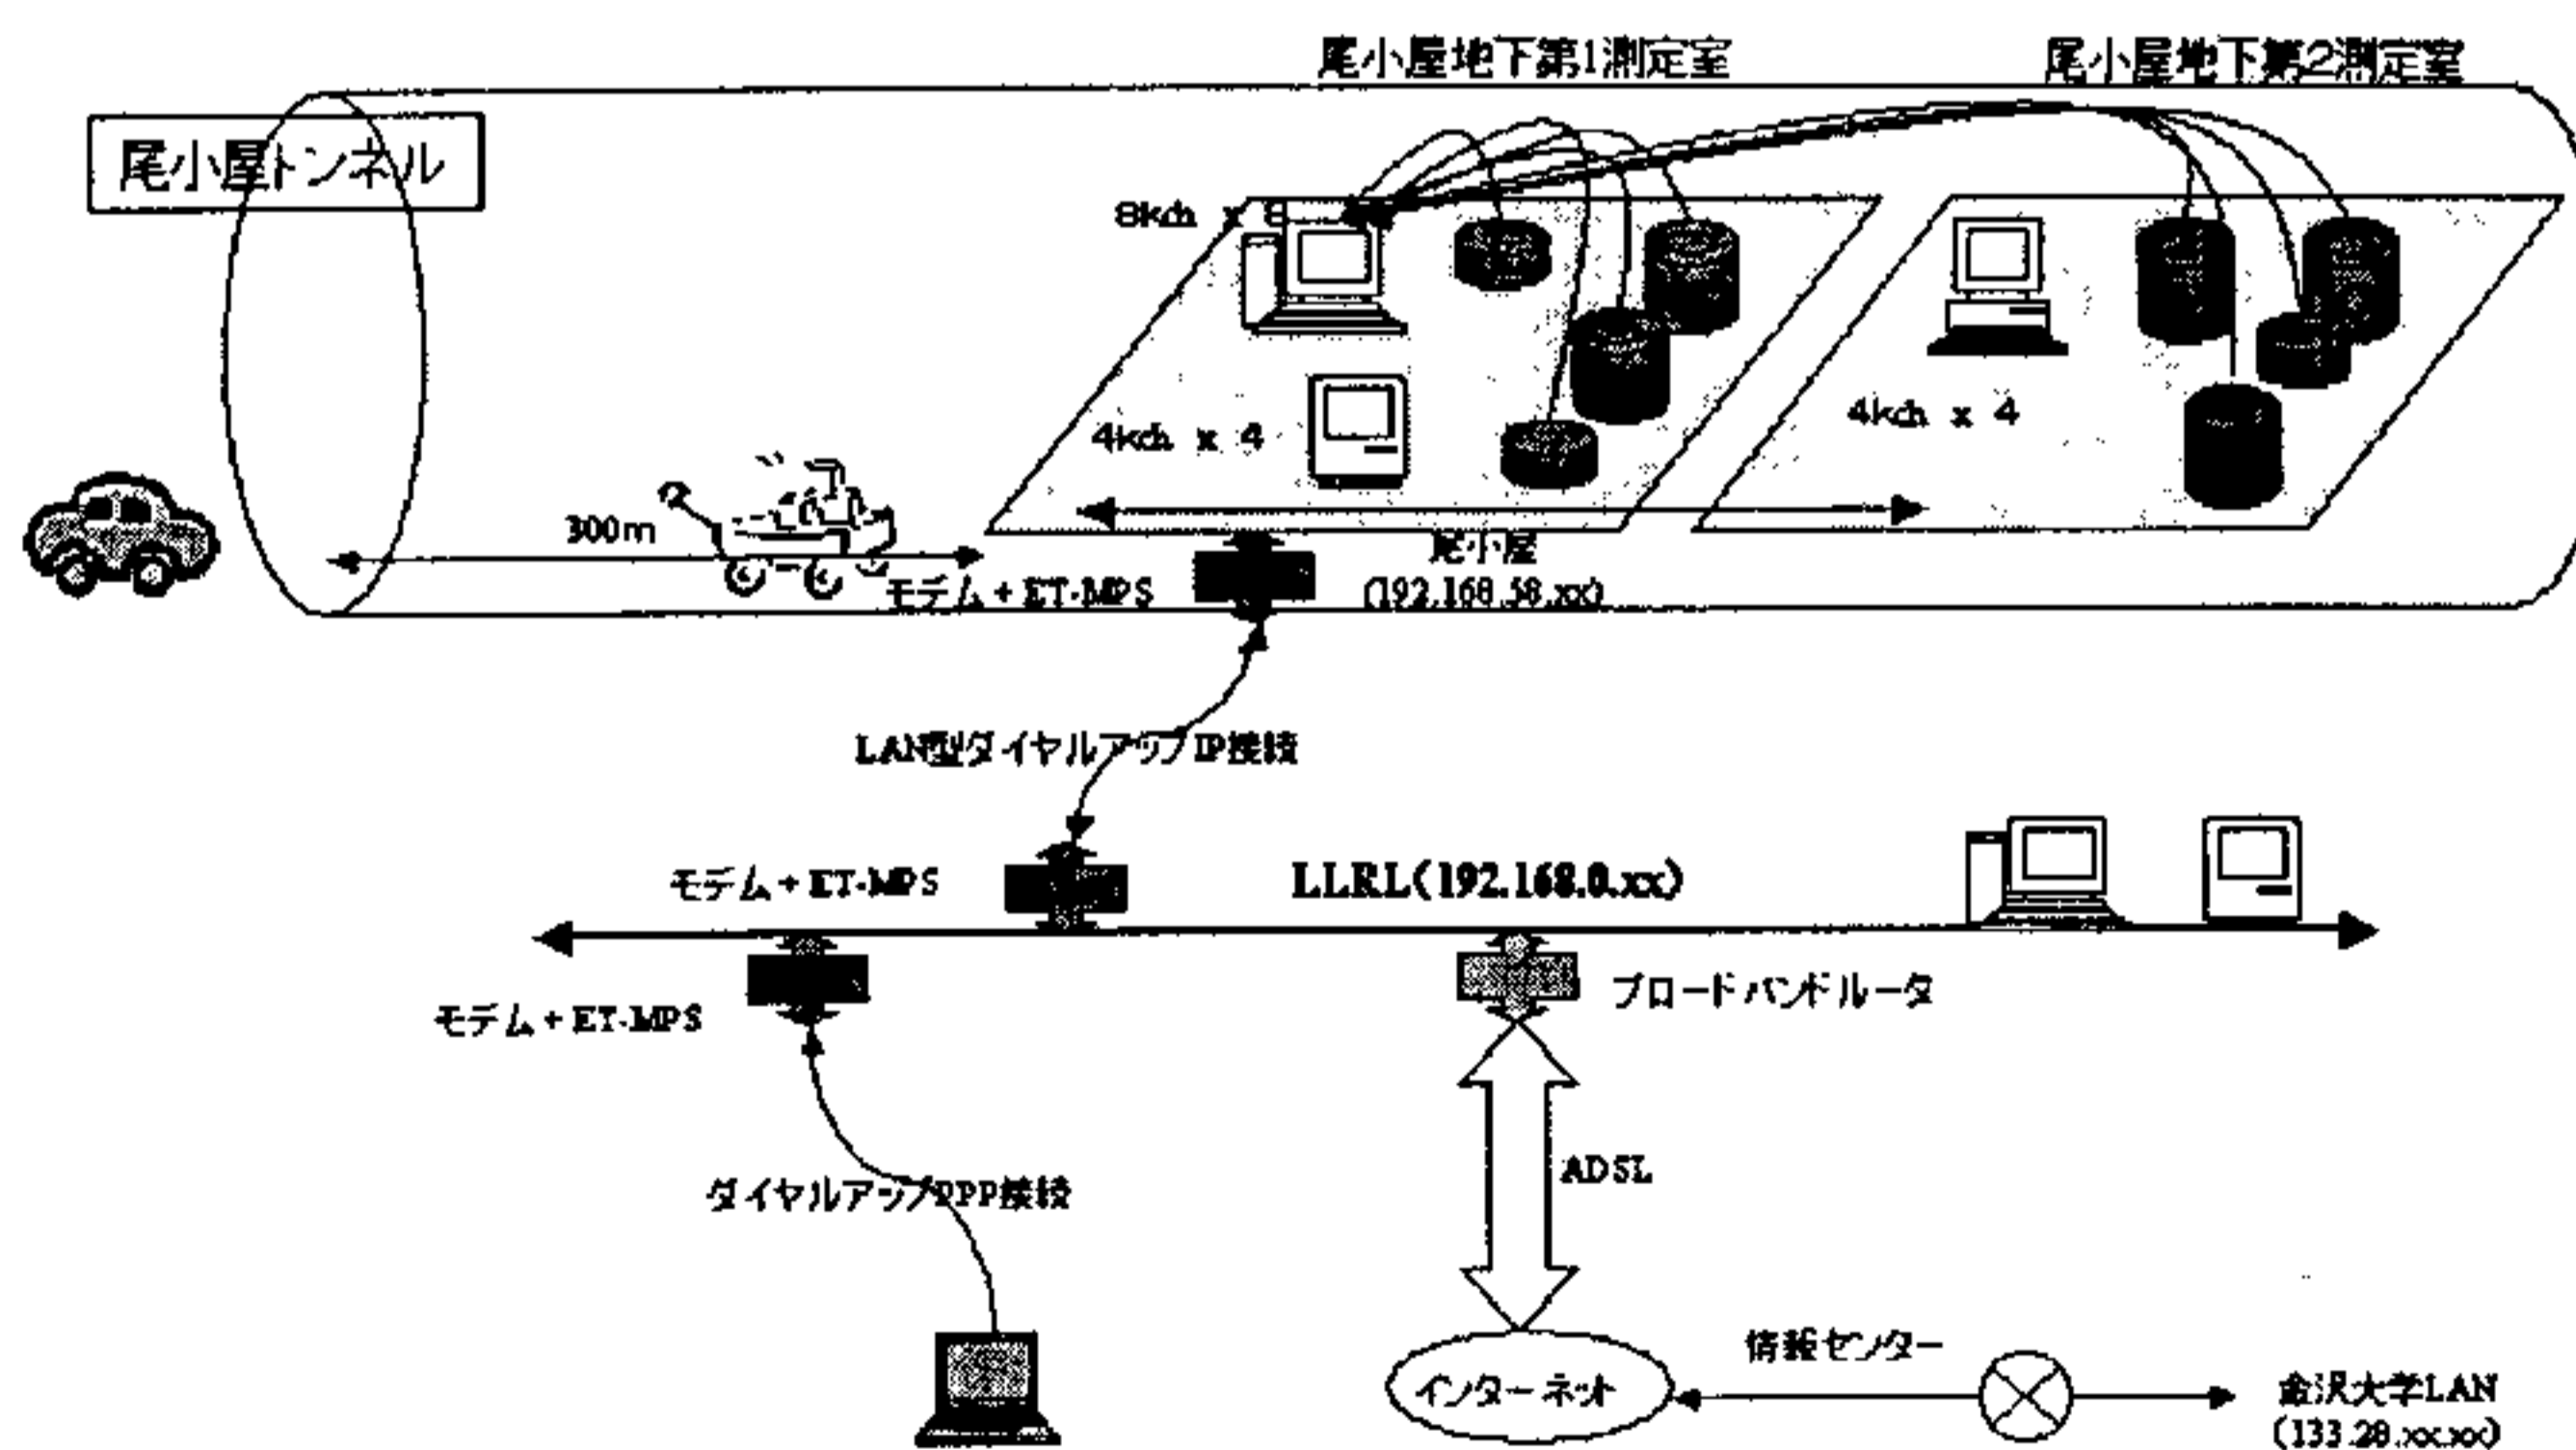 尾小屋地下第1測定室
尾小屋地下第2測定室
尾小屋トンネル
8kch x 8
4kch x 4
4kch x 4
300m
モデム + ET-MPS
尾小屋
(192.168.58.xx)
LAN型ダイヤルアップIP接続
モデム + ET-MPS
LLRL(192.168.0.xx)
モデム + ET-MPS
ブロードバンドルータ
ダイヤルアップPPP接続
ADSL
インターネット
情報センター
金沢大学LAN
(133.28.xx.xx)